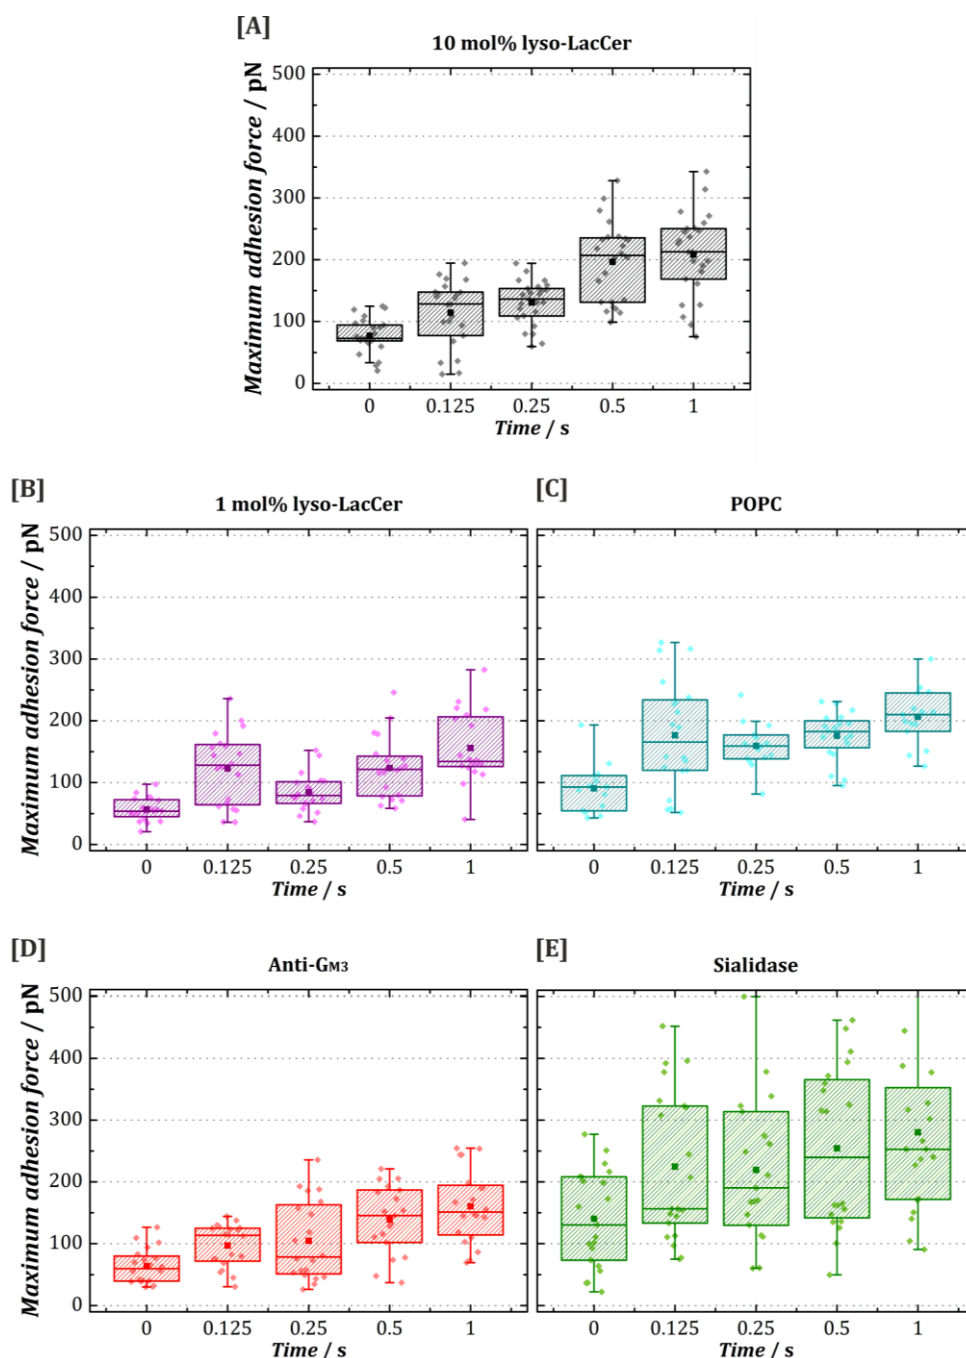 [A]
10 mol% lyso-LacCer
Maximum adhesion force / pN
500
400
300
200
100
0
0 0.125 0.25 0.5 1
Time / s
[B]
1 mol% lyso-LacCer
[C]
POPC
Maximum adhesion force / pN
500
400
300
200
100
0
0 0.125 0.25 0.5 1
Time / s
0 0.125 0.25 0.5 1
Time / s
[D]
Anti-GM3
[E]
Sialidase
Maximum adhesion force / pN
500
400
300
200
100
0
0 0.125 0.25 0.5 1
Time / s
0 0.125 0.25 0.5 1
Time / s